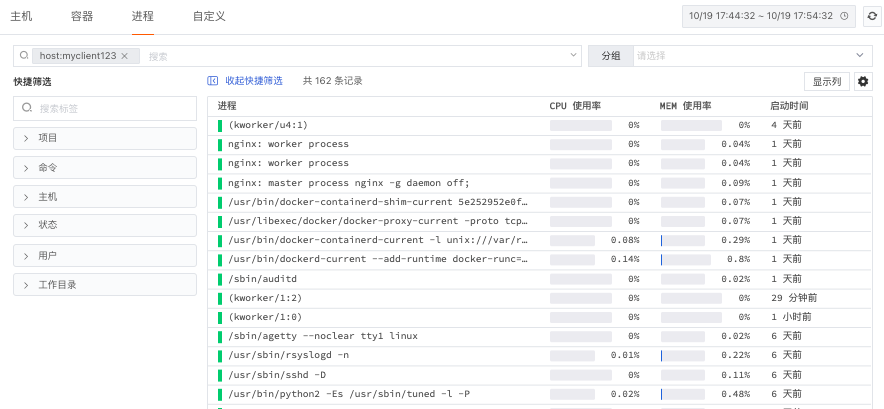 主机 容器 进程 自定义 10/19 17:44:32 ~ 10/19 17:54:32
host:myclient123 × 搜索 分组 请选择
快捷筛选 收起快捷筛选 共 162 条记录 显示列
搜索标签
项目
命令
主机
状态
用户
工作目录
进程 CPU 使用率 MEM 使用率 启动时间
(kworker/u4:1) 0% 0% 4 天前
nginx: worker process 0% 0.04% 1 天前
nginx: worker process 0% 0.04% 1 天前
nginx: master process nginx -g daemon off; 0% 0.09% 1 天前
/usr/bin/docker-containerd-shim-current 5e252952e0f… 0% 0.07% 1 天前
/usr/libexec/docker/docker-proxy-current -proto tcp… 0% 0.07% 1 天前
/usr/bin/docker-containerd-current -l unix:///var/r… 0.08% 0.29% 1 天前
/usr/bin/dockerd-current --add-runtime docker-runc=… 0.14% 0.8% 1 天前
/sbin/auditd 0% 0.02% 1 天前
(kworker/1:2) 0% 0% 29 分钟前
(kworker/1:0) 0% 0% 1 小时前
/sbin/agetty --noclear tty1 linux 0% 0.02% 6 天前
/usr/sbin/rsyslogd -n 0.01% 0.22% 6 天前
/usr/sbin/sshd -D 0% 0.11% 6 天前
/usr/bin/python2 -Es /usr/sbin/tuned -l -P 0.02% 0.48% 6 天前